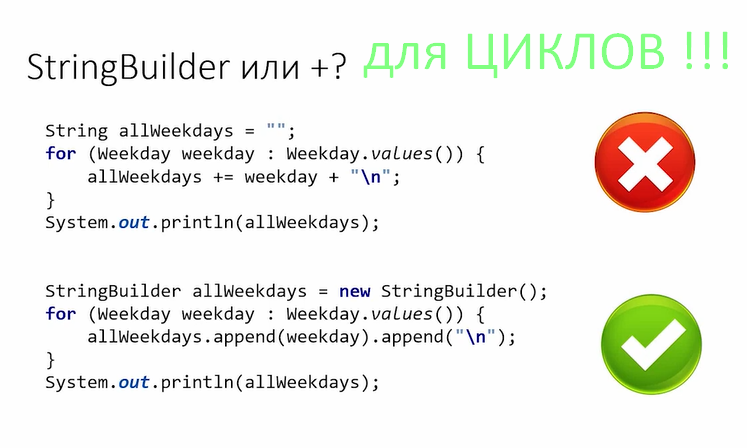 StringBuilder или +? для ЦИКЛОВ !!!
String allWeekdays = "";
for (Weekday weekday : Weekday.values()) {
    allWeekdays += weekday + "\n";
}
System.out.println(allWeekdays);
StringBuilder allWeekdays = new StringBuilder();
for (Weekday weekday : Weekday.values()) {
    allWeekdays.append(weekday).append("\n");
}
System.out.println(allWeekdays);